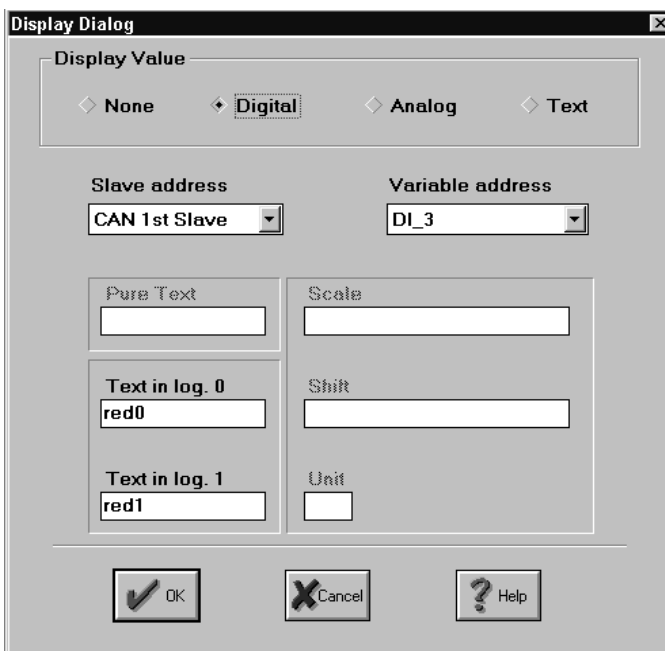 Display Dialog
Display Value
None Digital Analog Text
Slave address Variable address
CAN 1st Slave DI_3
Pure Text Scale
Text in log. 0 Shift
red0
Text in log. 1 Unit
red1
OK Cancel Help